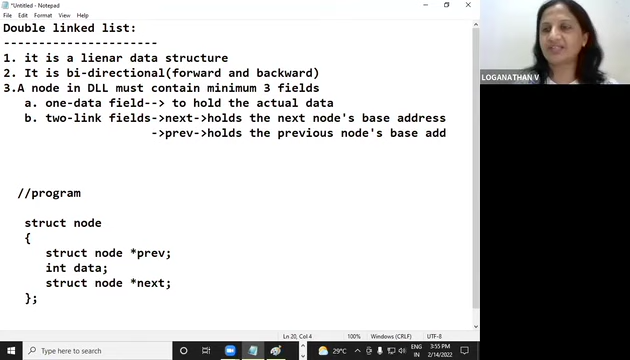 *Untitled - Notepad
File Edit Format View Help
Double linked list:
----------------------
1. it is a lienar data structure
2. It is bi-directional(forward and backward)
3.A node in DLL must contain minimum 3 fields
a. one-data field--> to hold the actual data
b. two-link fields->next->holds the next node's base address
->prev->holds the previous node's base add
//program
struct node
{
struct node *prev;
int data;
struct node *next;
};
LOGANATHAN V
Ln 20, Col 4
100%
Windows (CRLF)
UTF-8
Type here to search
29°C
ENG
IN
3:55 PM
2/14/2022